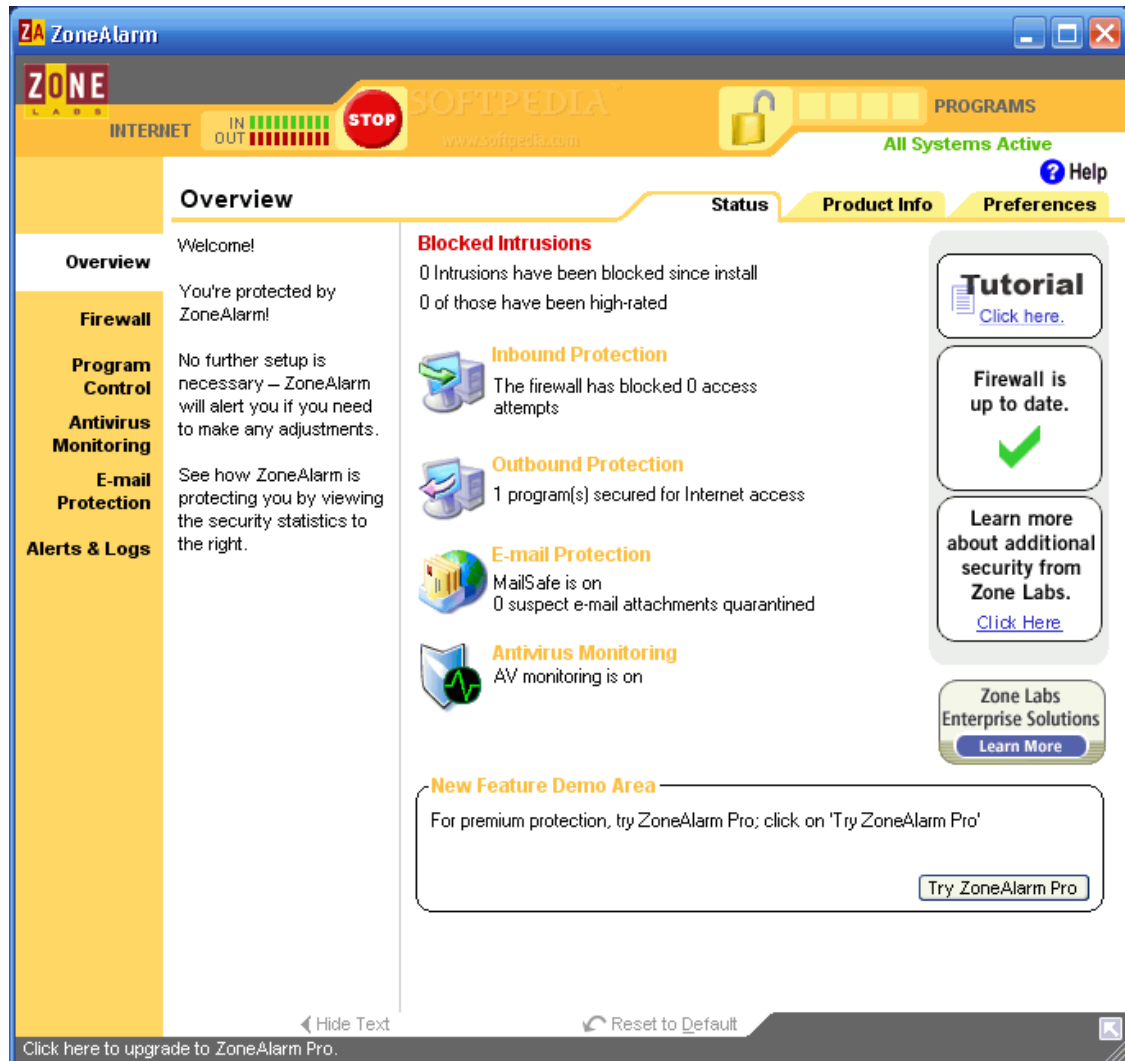 ZA ZoneAlarm
ZONE
LABS
INTERNET
IN
OUT
STOP
SOFTPEDIA
www.softpedia.com
PROGRAMS
All Systems Active
? Help
Overview
Status
Product Info
Preferences
Overview
Firewall
Program
Control
Antivirus
Monitoring
E-mail
Protection
Alerts & Logs
Welcome!
You're protected by
ZoneAlarm!
No further setup is
necessary – ZoneAlarm
will alert you if you need
to make any adjustments.
See how ZoneAlarm is
protecting you by viewing
the security statistics to
the right.
Blocked Intrusions
0 Intrusions have been blocked since install
0 of those have been high-rated
Inbound Protection
The firewall has blocked 0 access
attempts
Outbound Protection
1 program(s) secured for Internet access
E-mail Protection
MailSafe is on
0 suspect e-mail attachments quarantined
Antivirus Monitoring
AV monitoring is on
Tutorial
Click here.
Firewall is
up to date.
Learn more
about additional
security from
Zone Labs.
Click Here
Zone Labs
Enterprise Solutions
Learn More
New Feature Demo Area
For premium protection, try ZoneAlarm Pro; click on 'Try ZoneAlarm Pro'
Try ZoneAlarm Pro
Hide Text
Reset to Default
Click here to upgrade to ZoneAlarm Pro.